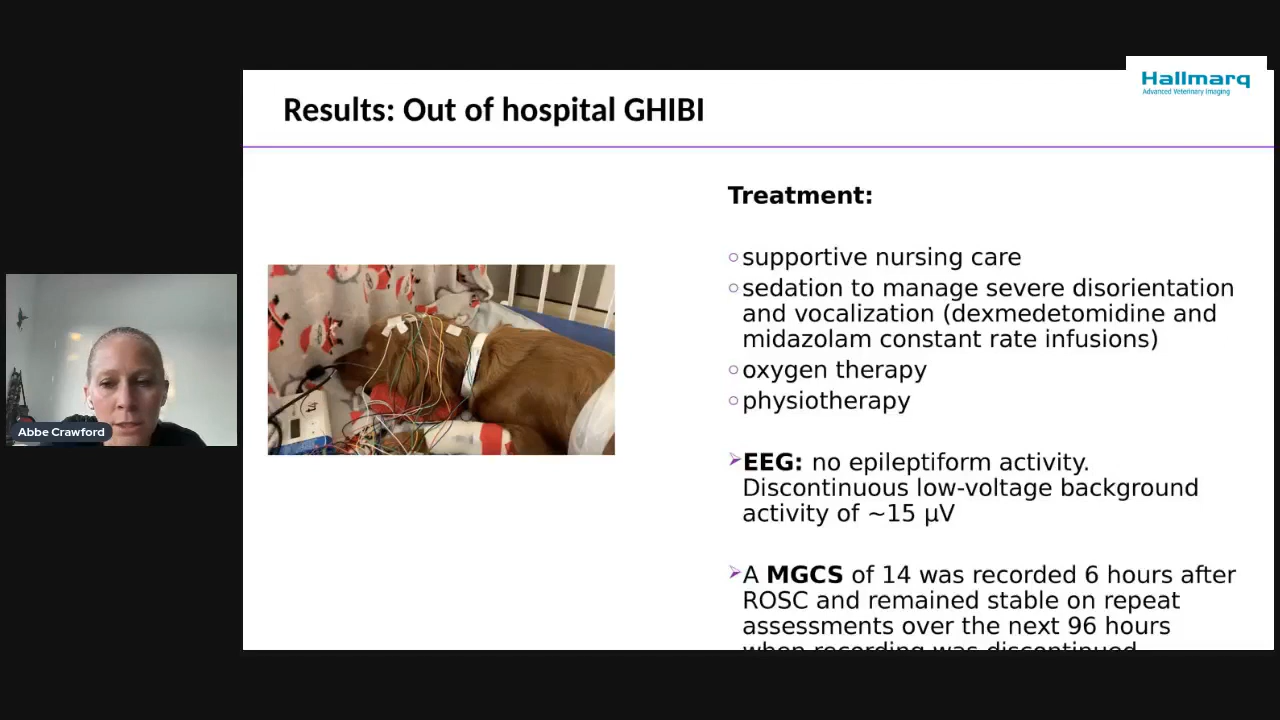 Hallmarq
Advanced Veterinary Imaging
Results: Out of hospital GHIBI
Treatment:
supportive nursing care
sedation to manage severe disorientation
and vocalization (dexmedetomidine and
midazolam constant rate infusions)
oxygen therapy
physiotherapy
EEG: no epileptiform activity.
Discontinuous low-voltage background
activity of ~15 µV
A MGCS of 14 was recorded 6 hours after
ROSC and remained stable on repeat
assessments over the next 96 hours
when recording was discontinued
Abbe Crawford